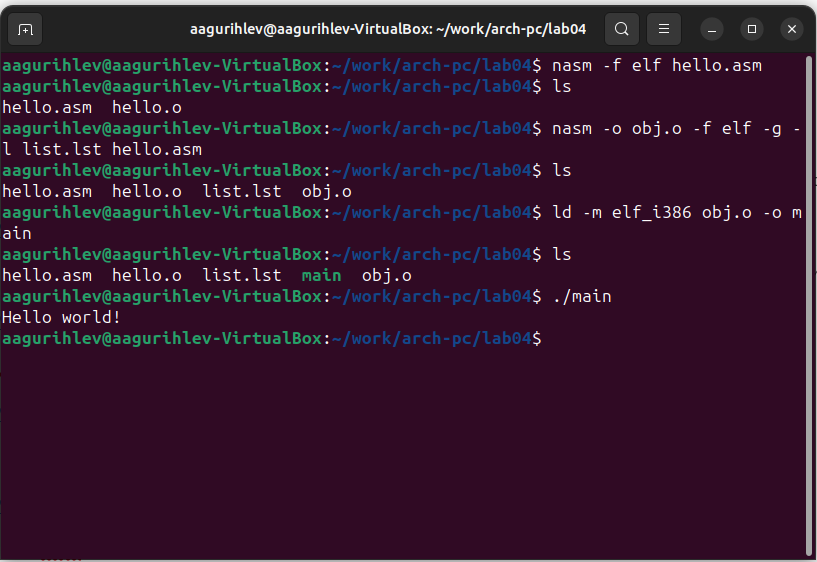 aagurihlev@aagurihlev-VirtualBox: ~/work/arch-pc/lab04
aagurihlev@aagurihlev-VirtualBox:~/work/arch-pc/lab04$ nasm -f elf hello.asm
aagurihlev@aagurihlev-VirtualBox:~/work/arch-pc/lab04$ ls
hello.asm  hello.o
aagurihlev@aagurihlev-VirtualBox:~/work/arch-pc/lab04$ nasm -o obj.o -f elf -g -
l list.lst hello.asm
aagurihlev@aagurihlev-VirtualBox:~/work/arch-pc/lab04$ ls
hello.asm  hello.o  list.lst  obj.o
aagurihlev@aagurihlev-VirtualBox:~/work/arch-pc/lab04$ ld -m elf_i386 obj.o -o m
ain
aagurihlev@aagurihlev-VirtualBox:~/work/arch-pc/lab04$ ls
hello.asm  hello.o  list.lst  main  obj.o
aagurihlev@aagurihlev-VirtualBox:~/work/arch-pc/lab04$ ./main
Hello world!
aagurihlev@aagurihlev-VirtualBox:~/work/arch-pc/lab04$